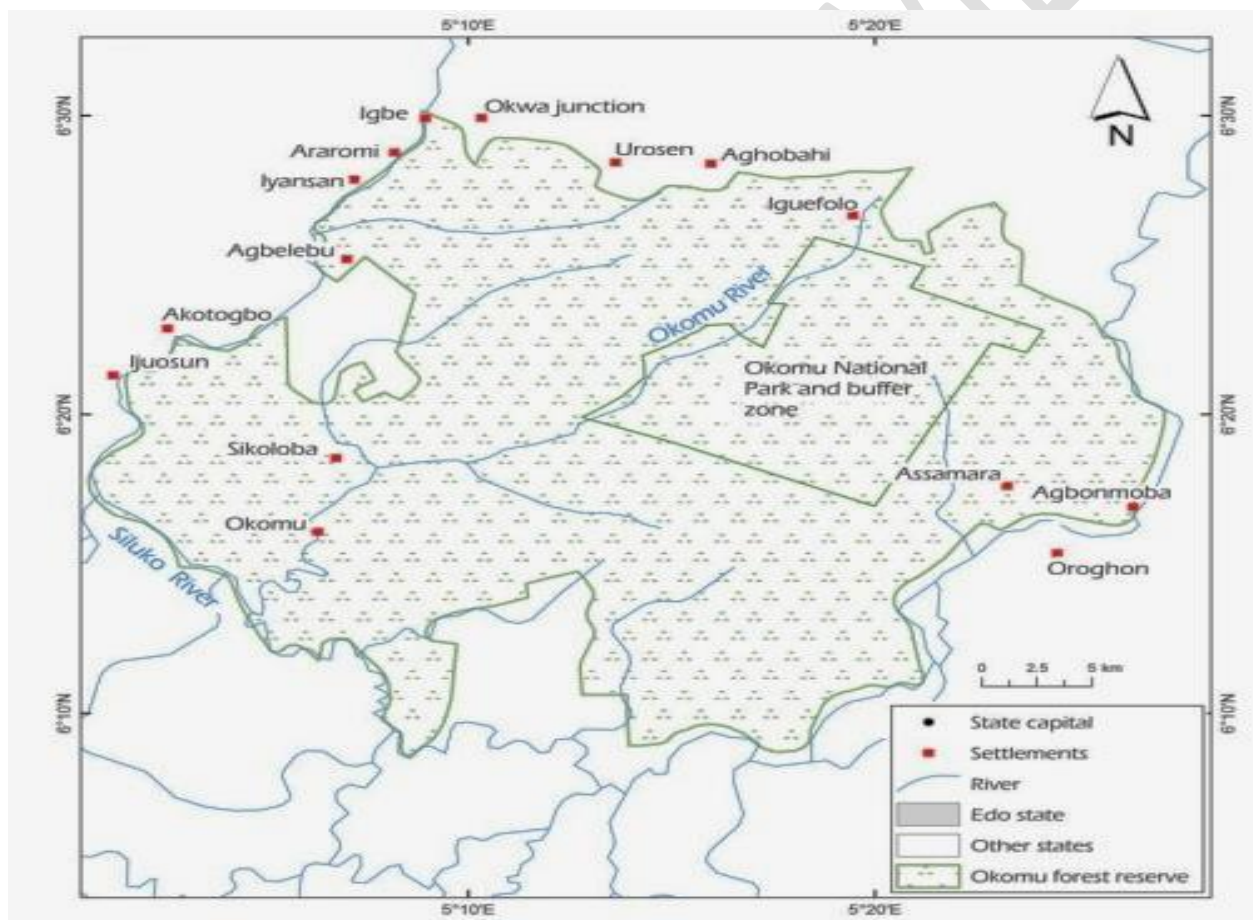 5°10'E
5°20'E
6°30'N
6°30'N
Igbe
Okwa junction
N
Araromi
Urosen
Aghobahi
Iyansan
Iguefolo
Agbelebu
Okomu River
Akotogbo
Ijuosun
Okomu National
Park and buffer
zone
6°20'N
6°20'N
Sikoloba
Assamara
Agbonmoba
Okomu
Siluko River
Oroghon
0 2.5 5 km
6°10'N
6°10'N
State capital
Settlements
River
Edo state
Other states
Okomu forest reserve
5°10'E
5°20'E